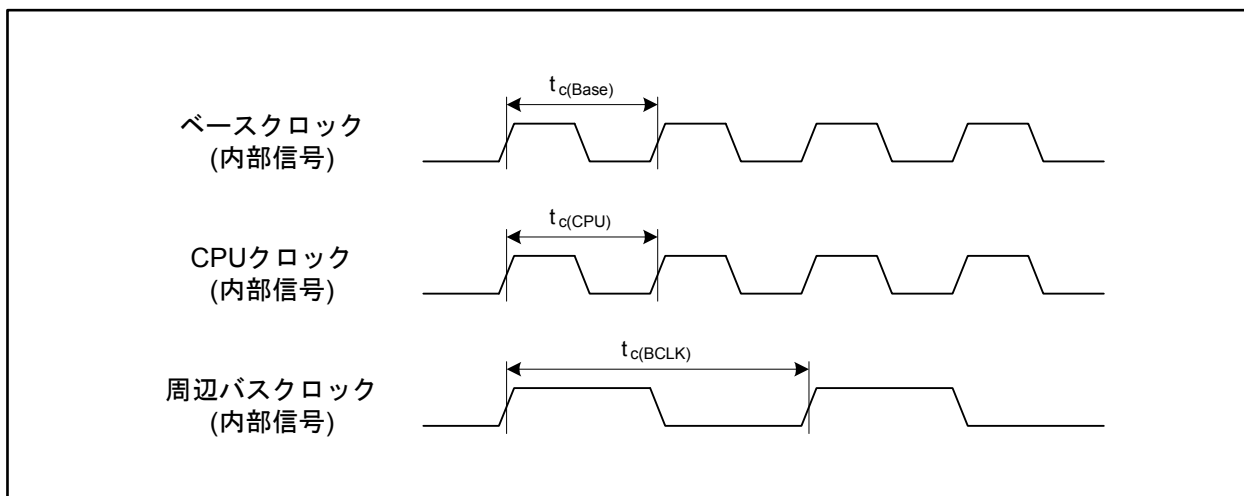 ベースクロック
(内部信号)
tc(Base)
CPUクロック
(内部信号)
tc(CPU)
周辺バスクロック
(内部信号)
tc(BCLK)